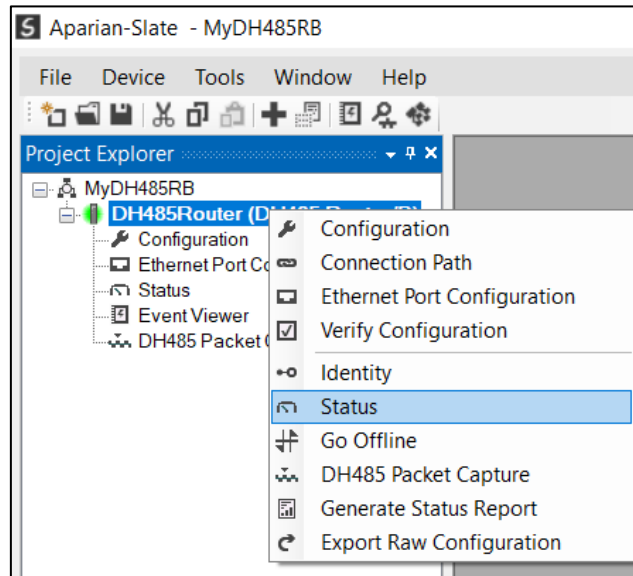 Aparian-Slate - MyDH485RB
File Device Tools Window Help
Project Explorer
MyDH485RB
DH485Router (DH485 Router/B)
Configuration
Ethernet Port Co
Status
Event Viewer
DH485 Packet
Configuration
Connection Path
Ethernet Port Configuration
Verify Configuration
Identity
Status
Go Offline
DH485 Packet Capture
Generate Status Report
Export Raw Configuration